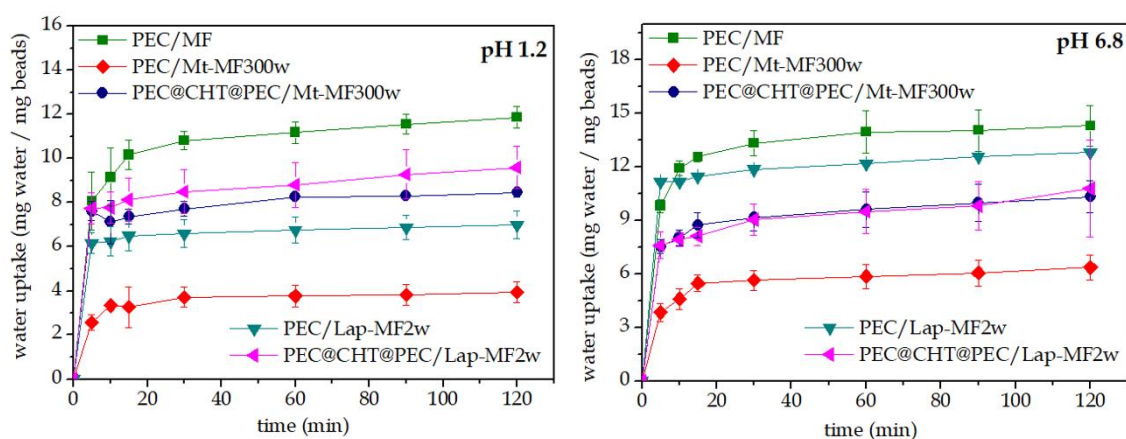 water uptake (mg water / mg beads)
16
14
12
10
8
6
4
2
0
PEC/MF
PEC/Mt-MF300w
PEC@CHT@PEC/Mt-MF300w
pH 1.2
PEC/Lap-MF2w
PEC@CHT@PEC/Lap-MF2w
0 20 40 60 80 100 120
time (min)
water uptake (mg water / mg beads)
18
15
12
9
6
3
0
PEC/MF
PEC/Mt-MF300w
PEC@CHT@PEC/Mt-MF300w
pH 6.8
PEC/Lap-MF2w
PEC@CHT@PEC/Lap-MF2w
0 20 40 60 80 100 120
time (min)